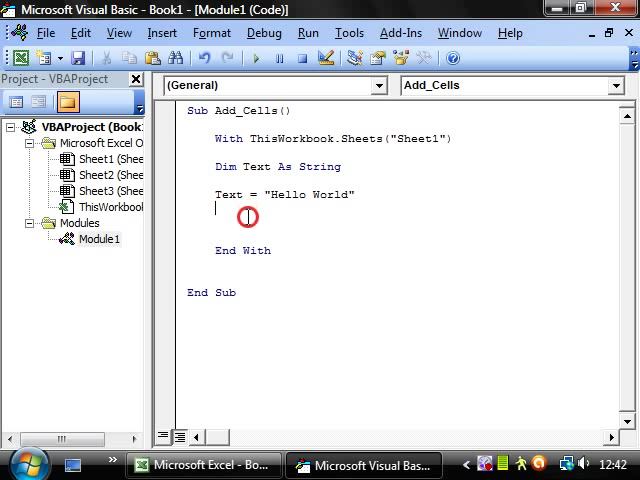 Microsoft Visual Basic - Book1 - [Module1 (Code)]
File Edit View Insert Format Debug Run Tools Add-Ins Window Help
Project - VBAProject
(General) Add_Cells
VBAProject (Book
Microsoft Excel O
Sheet1 (Shee
Sheet2 (Shee
Sheet3 (Shee
ThisWorkbo
Modules
Module1
Sub Add_Cells()
With ThisWorkbook.Sheets("Sheet1")
Dim Text As String
Text = "Hello World"
End With
End Sub
Microsoft Excel - Bo... Microsoft Visual Bas... 12:42